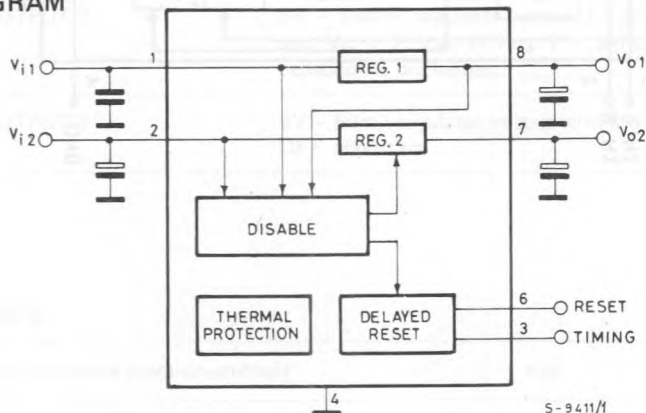 GRAM
Vi1
1
REG. 1
8
Vo1
Vi2
2
REG. 2
7
Vo2
DISABLE
THERMAL
PROTECTION
DELAYED
RESET
6
RESET
3
TIMING
4
S-9411/1